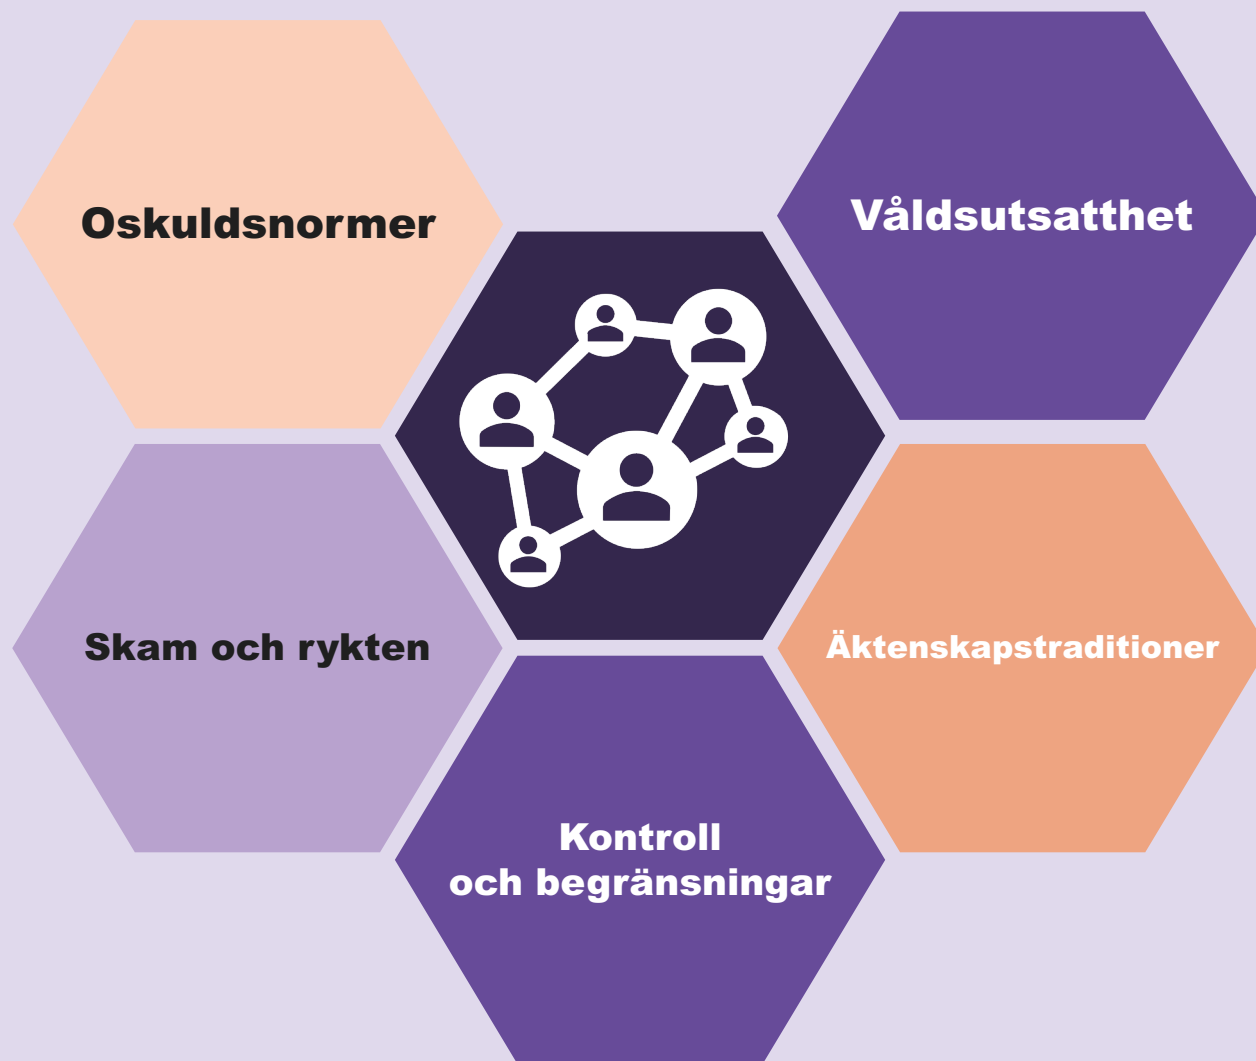 Oskuldsnormer
Våldsutsatthet
Skam och rykten
Äktenskapstraditioner
Kontroll
och begränsningar